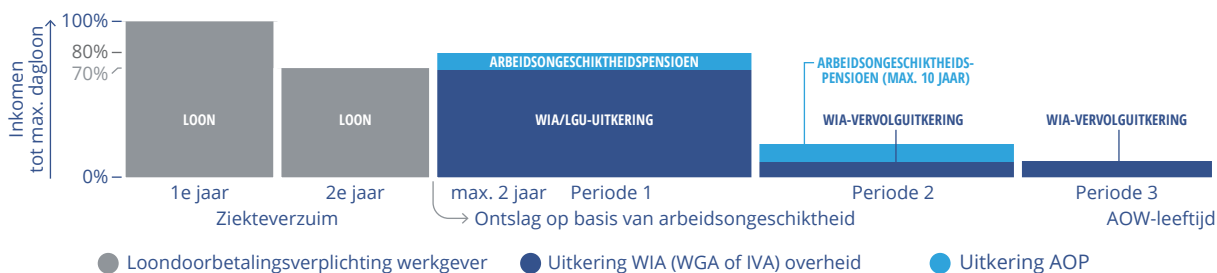 Inkomen
tot max. dagloon
100%
80%
70%
0%
LOON
LOON
ARBEIDSONGESCHIKTHEIDSPENSIOEN
WIA/LGU-UITKERING
ARBEIDSONGESCHIKTHEIDS-
PENSIOEN (MAX. 10 JAAR)
WIA-VERVOLGUITKERING
WIA-VERVOLGUITKERING
1e jaar
2e jaar
max. 2 jaar
Periode 1
Periode 2
Periode 3
Ziekteverzuim
Ontslag op basis van arbeidsongeschiktheid
AOW-leeftijd
Loondoorbetalingsverplichting werkgever
Uitkering WIA (WGA of IVA) overheid
Uitkering AOP